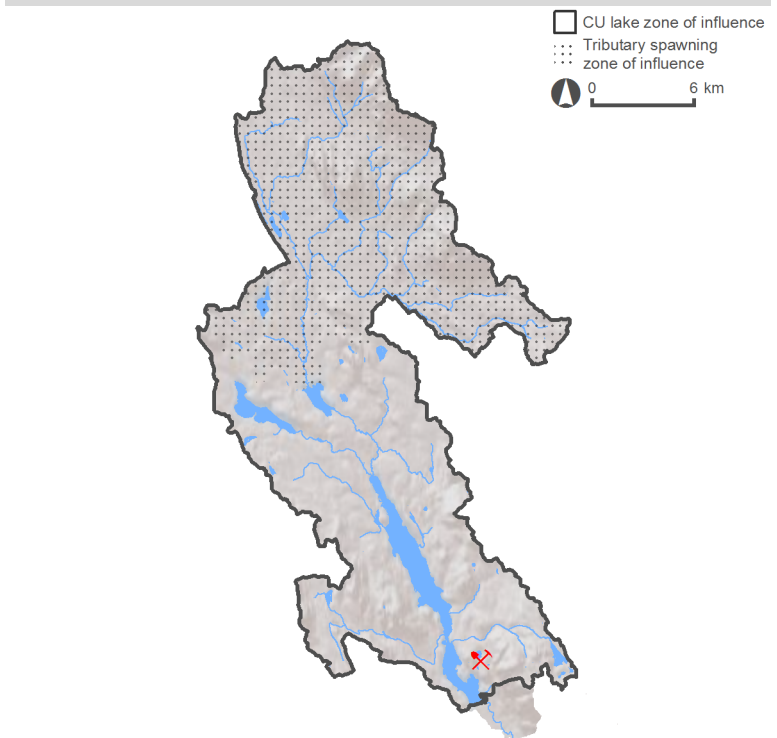 CU lake zone of influence
Tributary spawning
zone of influence
0 6 km